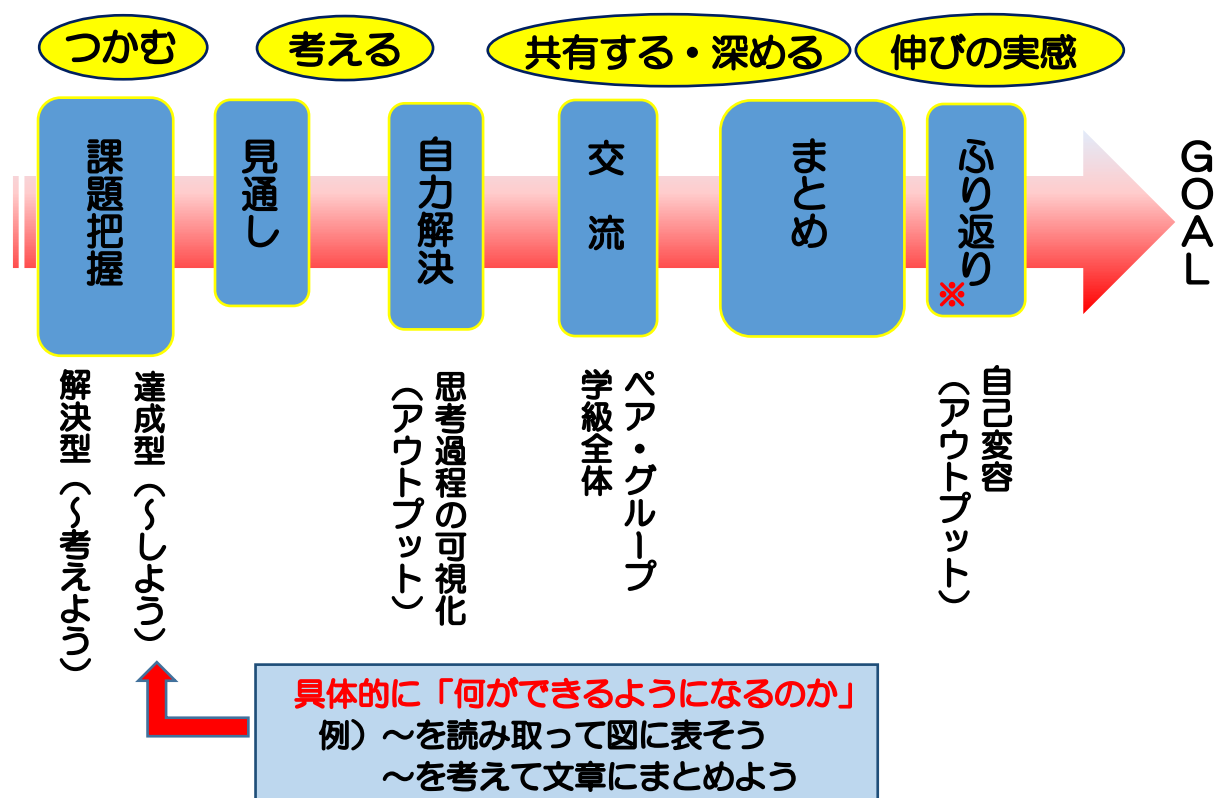 つかむ
考える
共有する・深める
伸びの実感
課題把握
見通し
自力解決
交流
まとめ
ふり返り
※
GOAL
達成型(～しよう)
解決型(～考えよう)
思考過程の可視化
(アウトプット)
ペア・グループ
学級全体
自己変容
(アウトプット)
具体的に「何ができるようになるのか」
例)～を読み取って図に表そう
～を考えて文章にまとめよう